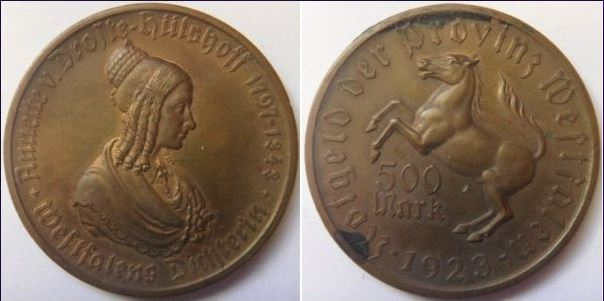 Annette v. Droste-Hülshoff 1797-1848
Westfalens Dichterin
Notgeld der Provinz Westfalen
500
Mark
1923